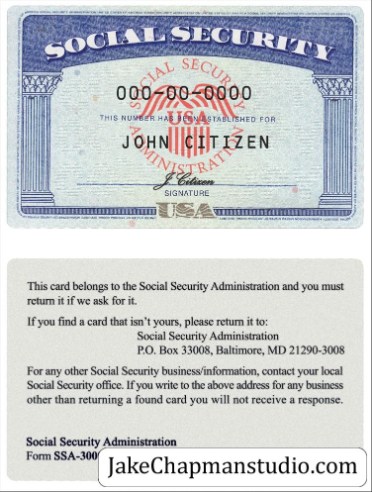 SOCIAL SECURITY
SOCIAL SECURITY
000-00-0000
THIS NUMBER HAS BEEN ESTABLISHED FOR
USA
JOHN CITIZEN
ADMINISTRATION
J. Citizen
SIGNATURE
USA
This card belongs to the Social Security Administration and you must
return it if we ask for it.
If you find a card that isn't yours, please return it to:
Social Security Administration
P.O. Box 33008, Baltimore, MD 21290-3008
For any other Social Security business/information, contact your local
Social Security office. If you write to the above address for any business
other than returning a found card you will not receive a response.
Social Security Administration
Form SSA-300
JakeChapmanstudio.com